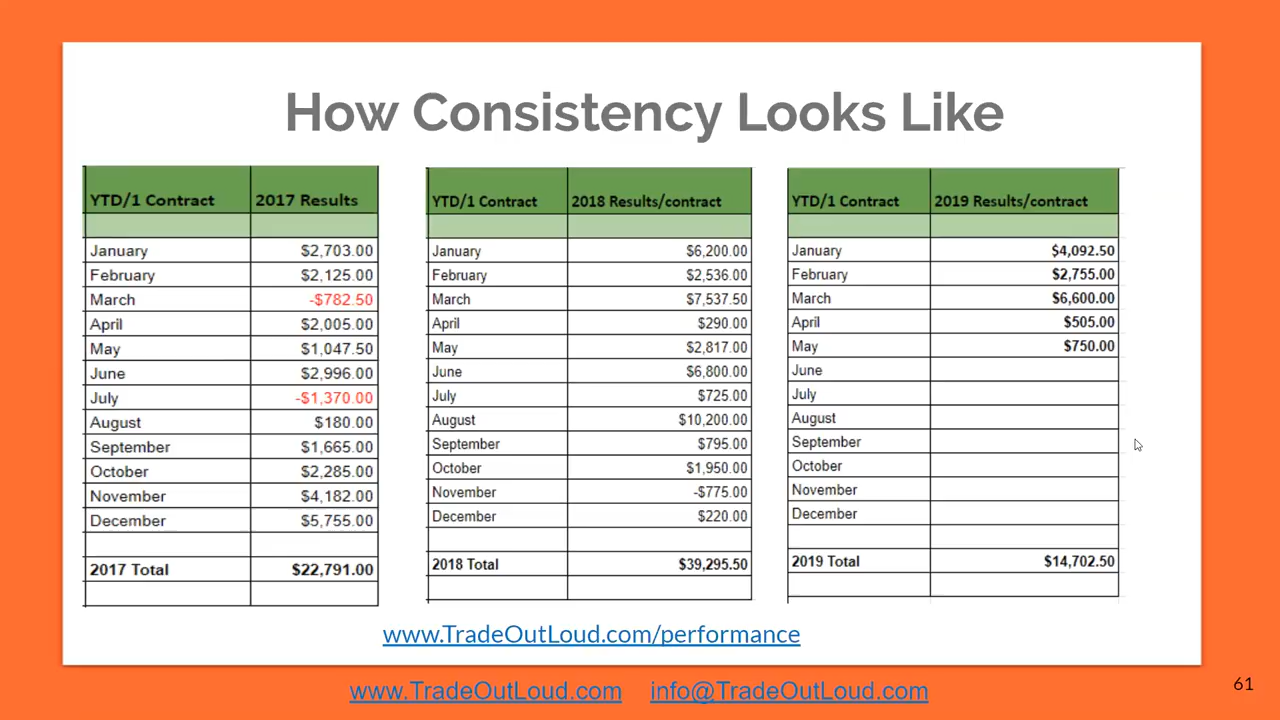 How Consistency Looks Like
YTD/1 Contract 2017 Results
January $2,703.00
February $2,125.00
March -$782.50
April $2,005.00
May $1,047.50
June $2,996.00
July -$1,370.00
August $180.00
September $1,665.00
October $2,285.00
November $4,182.00
December $5,755.00
2017 Total $22,791.00
YTD/1 Contract 2018 Results/contract
January $6,200.00
February $2,536.00
March $7,537.50
April $290.00
May $2,817.00
June $6,800.00
July $725.00
August $10,200.00
September $795.00
October $1,950.00
November -$775.00
December $220.00
2018 Total $39,295.50
YTD/1 Contract 2019 Results/contract
January $4,092.50
February $2,755.00
March $6,600.00
April $505.00
May $750.00
June
July
August
September
October
November
December
2019 Total $14,702.50
www.TradeOutLoud.com/performance
www.TradeOutLoud.com info@TradeOutLoud.com
61